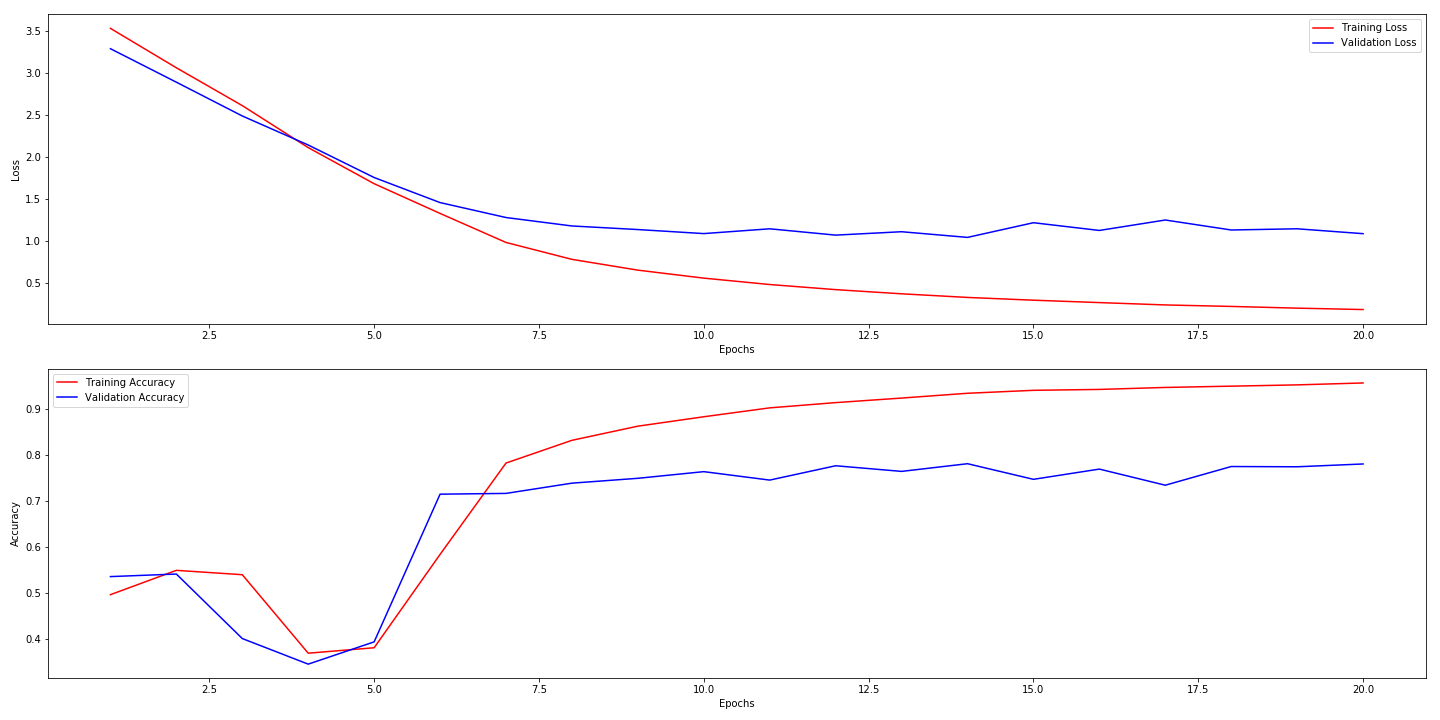 Training Loss
Validation Loss
3.5
3.0
2.5
2.0
1.5
1.0
0.5
Loss
2.5 5.0 7.5 10.0 12.5 15.0 17.5 20.0
Epochs
Training Accuracy
Validation Accuracy
0.9
0.8
0.7
0.6
0.5
0.4
Accuracy
2.5 5.0 7.5 10.0 12.5 15.0 17.5 20.0
Epochs